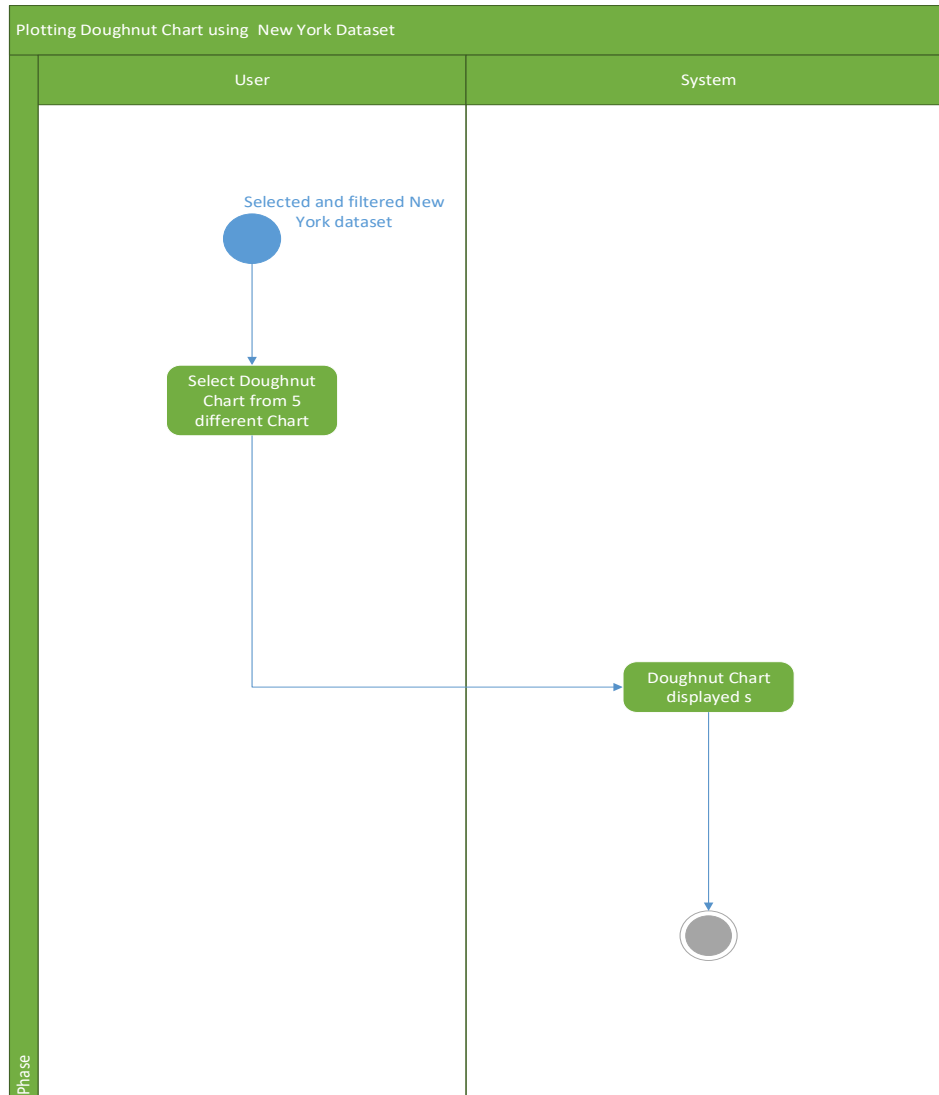 Plotting Doughnut Chart using  New York Dataset
User
System
Selected and filtered New
York dataset
Select Doughnut
Chart from 5
different Chart
Doughnut Chart
displayed s
Phase